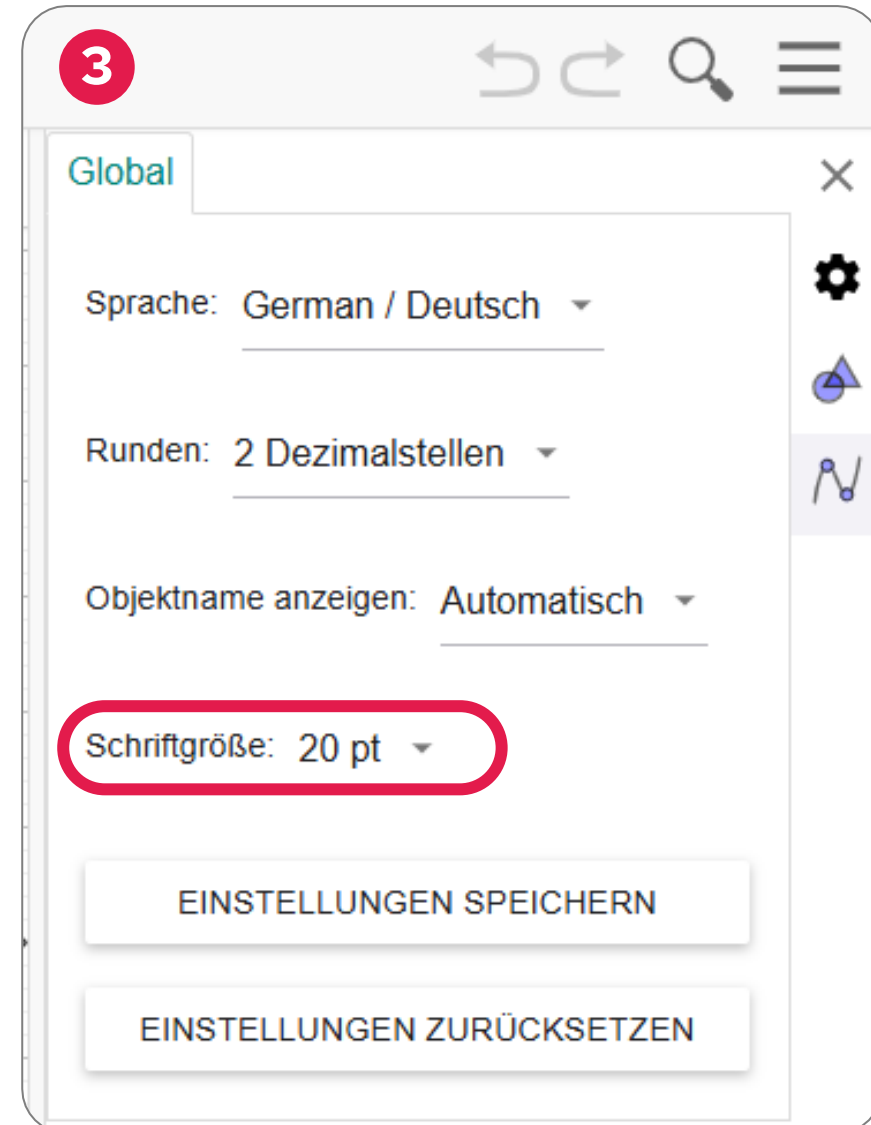 3
Global
Sprache: German / Deutsch
Runden: 2 Dezimalstellen
Objektname anzeigen: Automatisch
Schriftgröße: 20 pt
EINSTELLUNGEN SPEICHERN
EINSTELLUNGEN ZURÜCKSETZEN